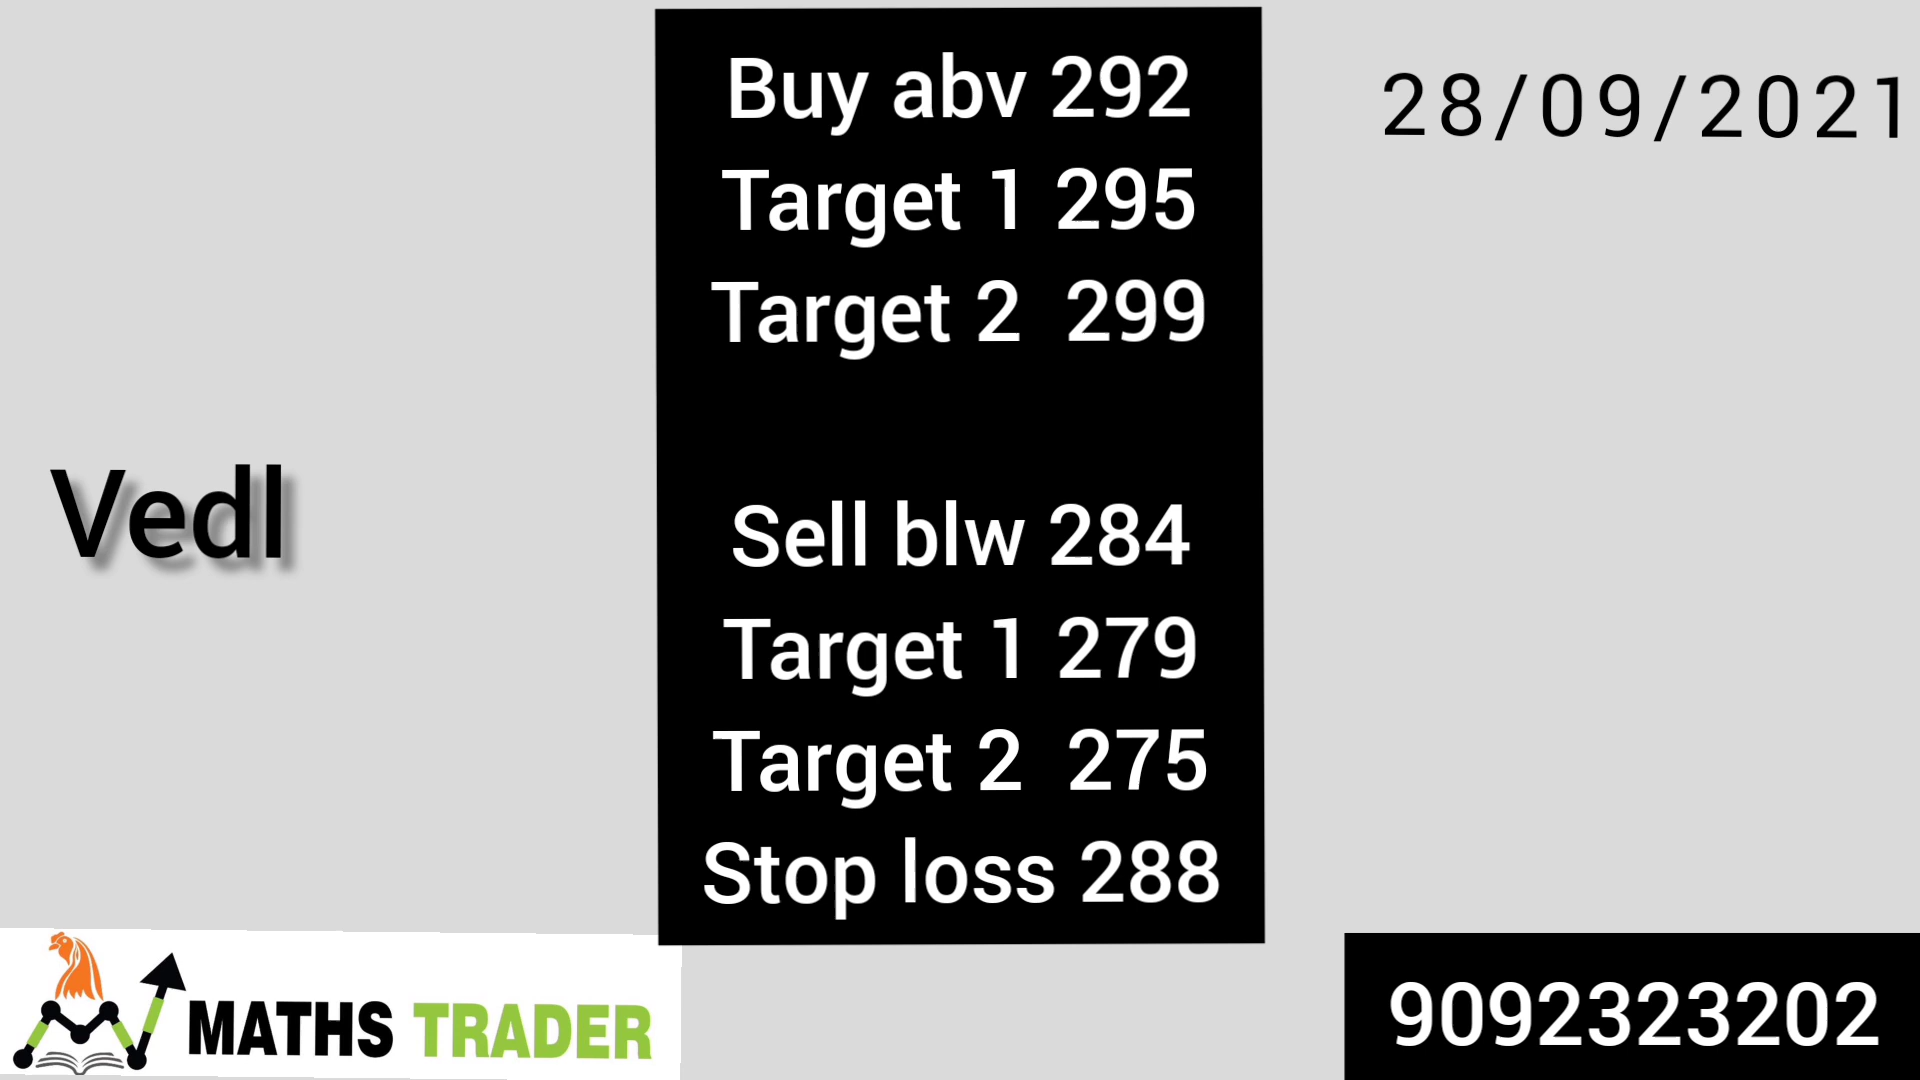 Buy abv 292
Target 1 295
Target 2  299
Sell blw 284
Target 1 279
Target 2  275
Stop loss 288
28/09/2021
Vedl
MATHS TRADER
9092323202